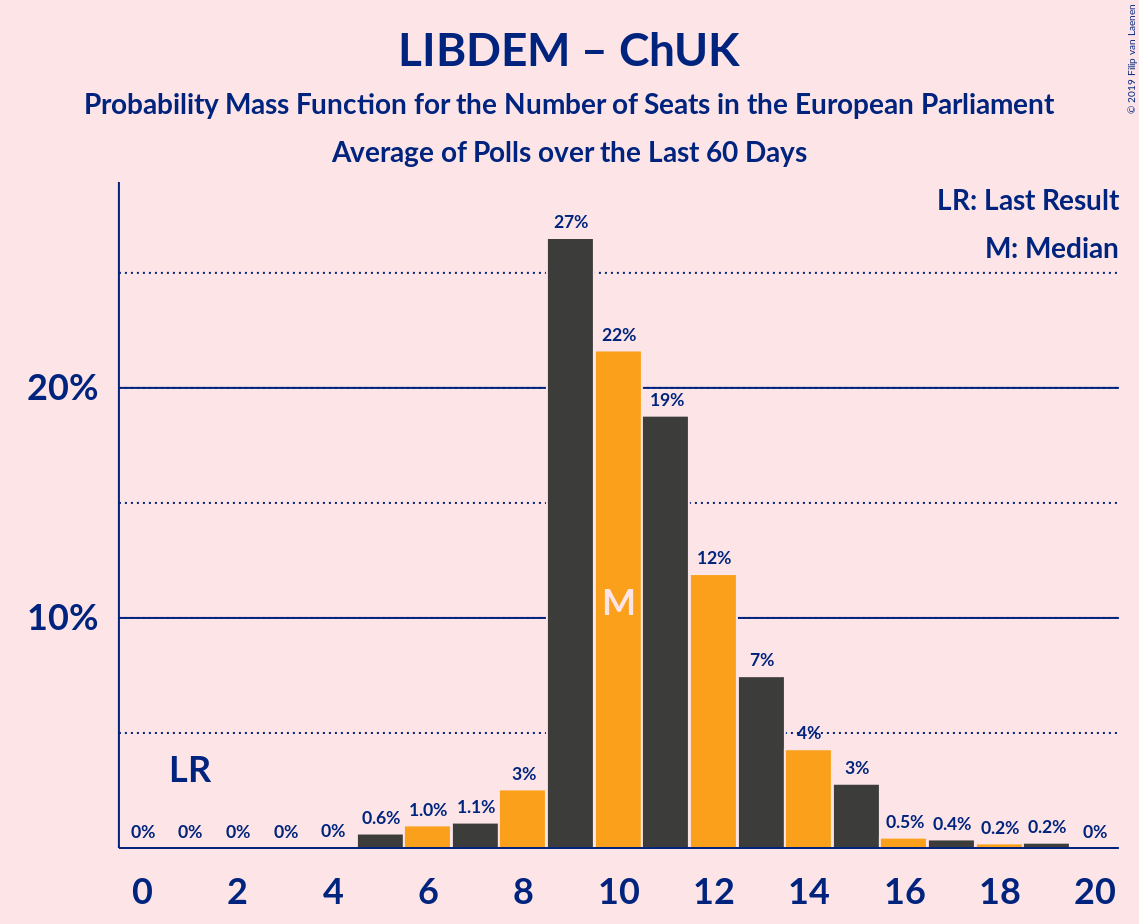 LIBDEM – ChUK
Probability Mass Function for the Number of Seats in the European Parliament
Average of Polls over the Last 60 Days
© 2019 Filip van Laenen
LR: Last Result
M: Median
27%
22%
20%
19%
12%
M
10%
7%
4%
LR
3%
3%
0% 0% 0% 0% 0% 0.6% 1.0% 1.1% 0.5% 0.4% 0.2% 0.2% 0%
0 2 4 6 8 10 12 14 16 18 20